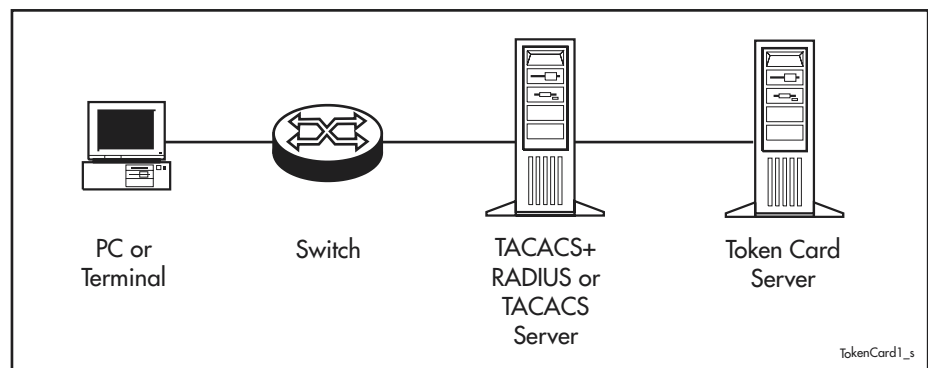 PC or
Terminal
Switch
TACACS+
RADIUS or
TACACS
Server
Token Card
Server
TokenCard1_s